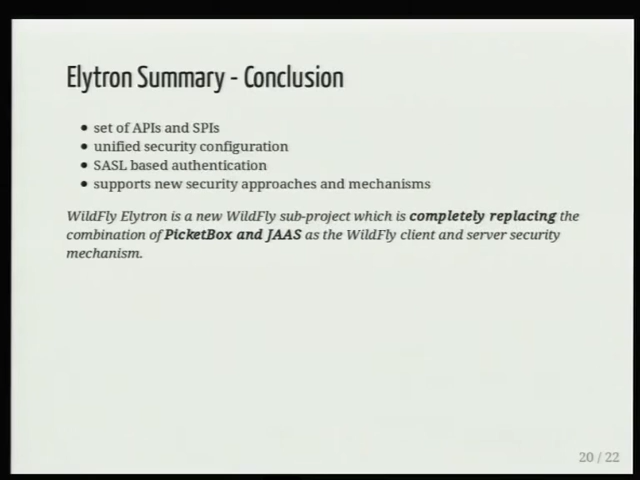 Elytron Summary - Conclusion
• set of APIs and SPIs
• unified security configuration
• SASL based authentication
• supports new security approaches and mechanisms
WildFly Elytron is a new WildFly sub-project which is completely replacing the
combination of PicketBox and JAAS as the WildFly client and server security
mechanism.
20 / 22